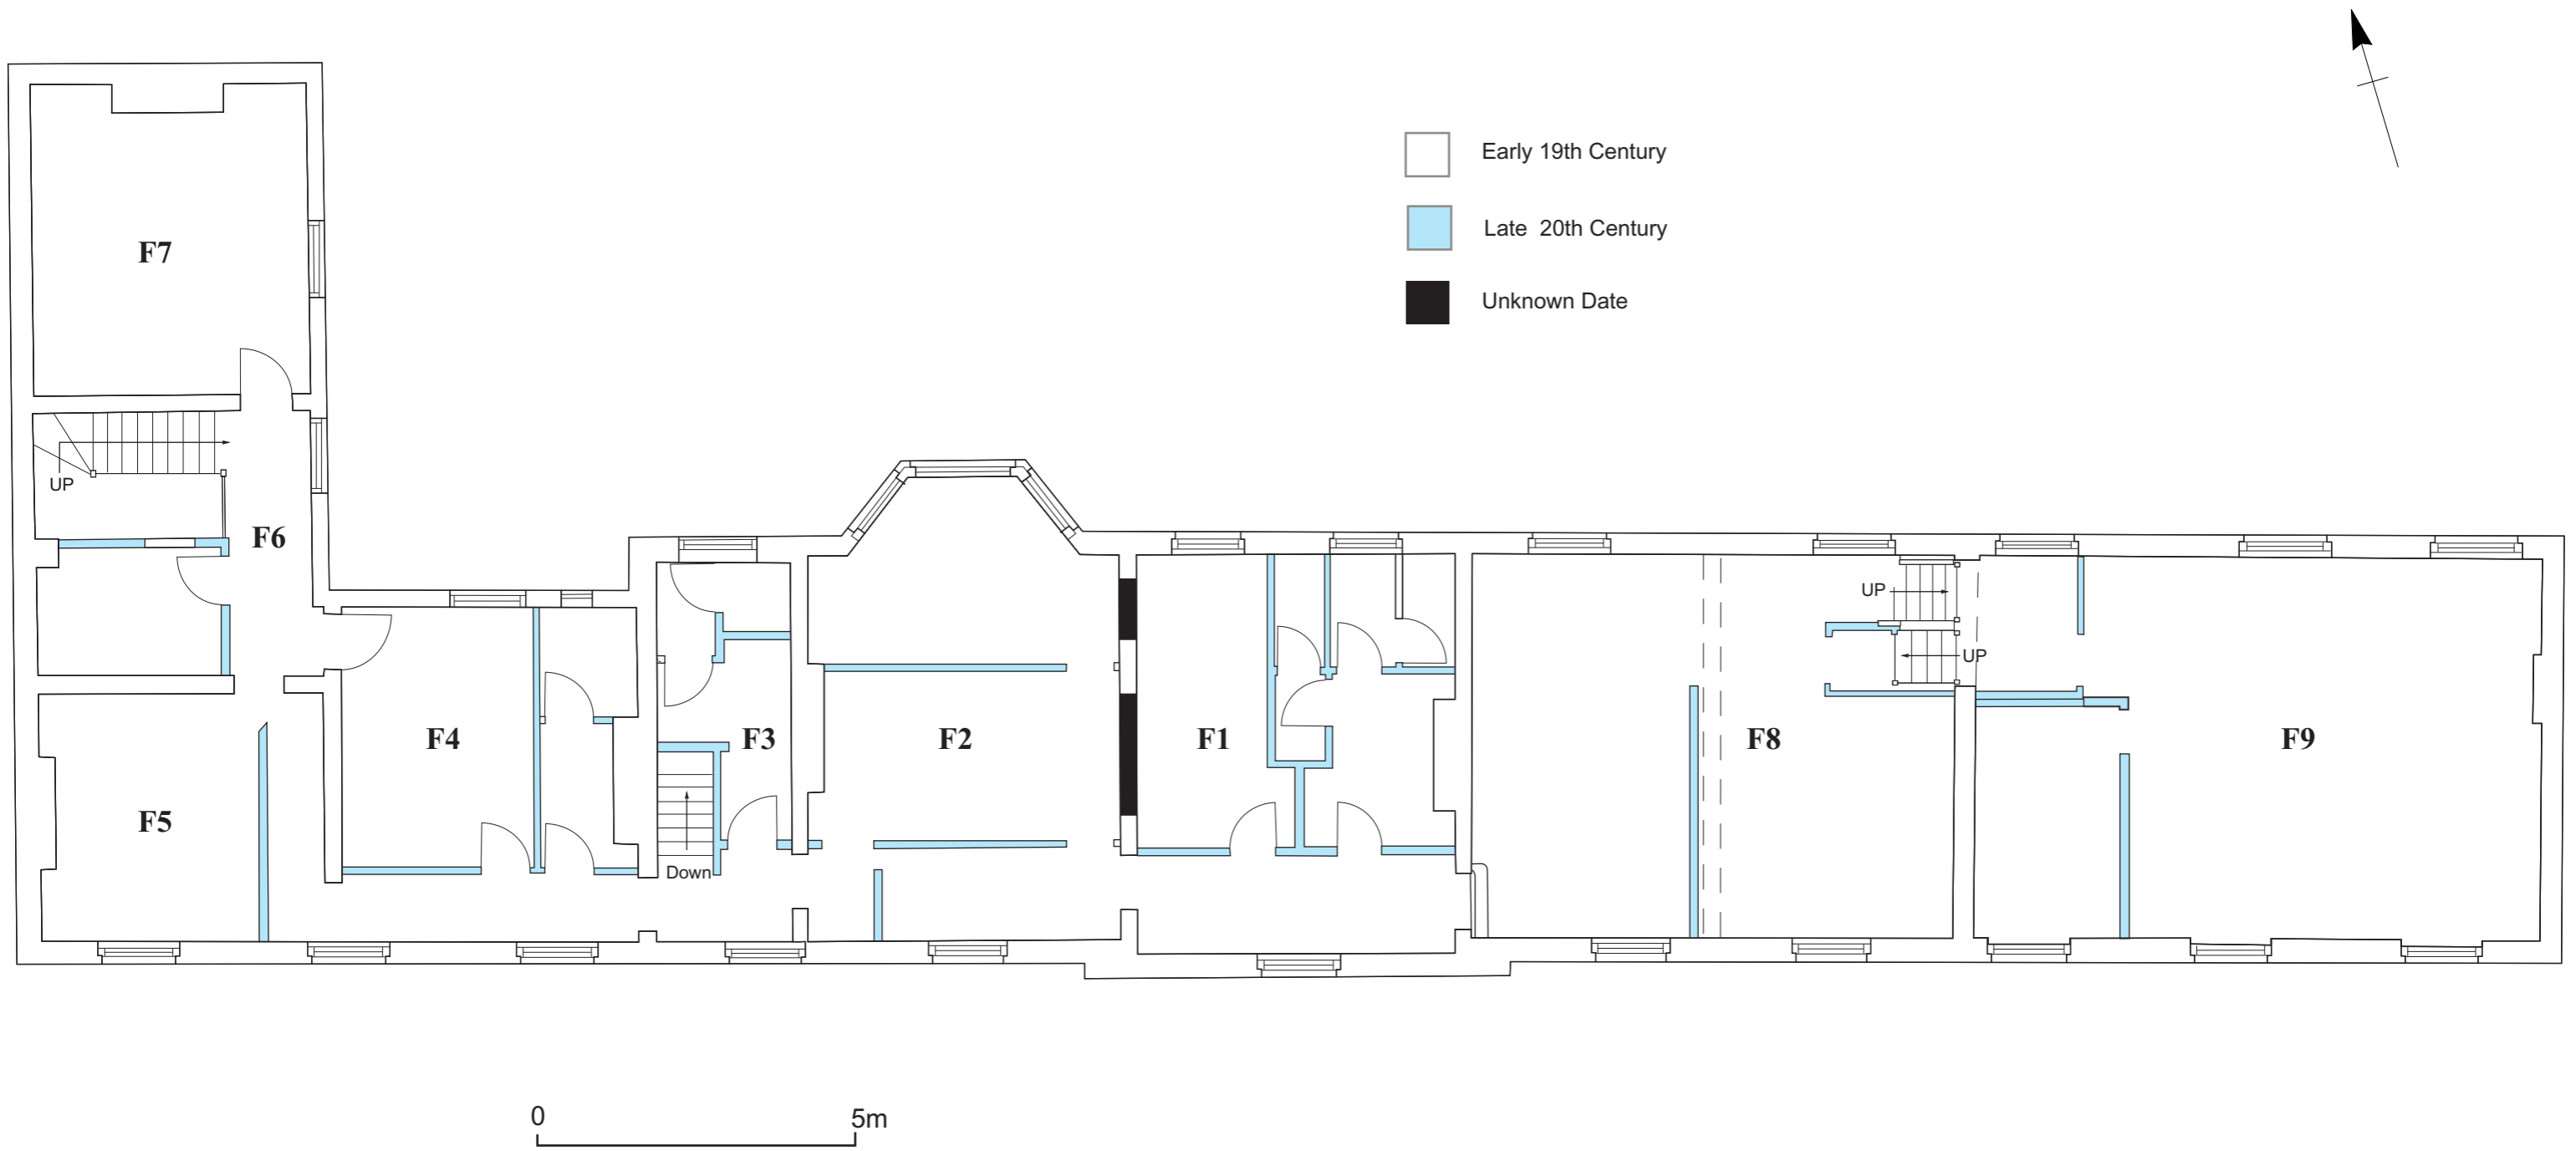 Early 19th Century
Late 20th Century
Unknown Date
F7
UP
F6
UP
UP
F4
F3
F2
F1
F8
F9
F5
Down
0 5m